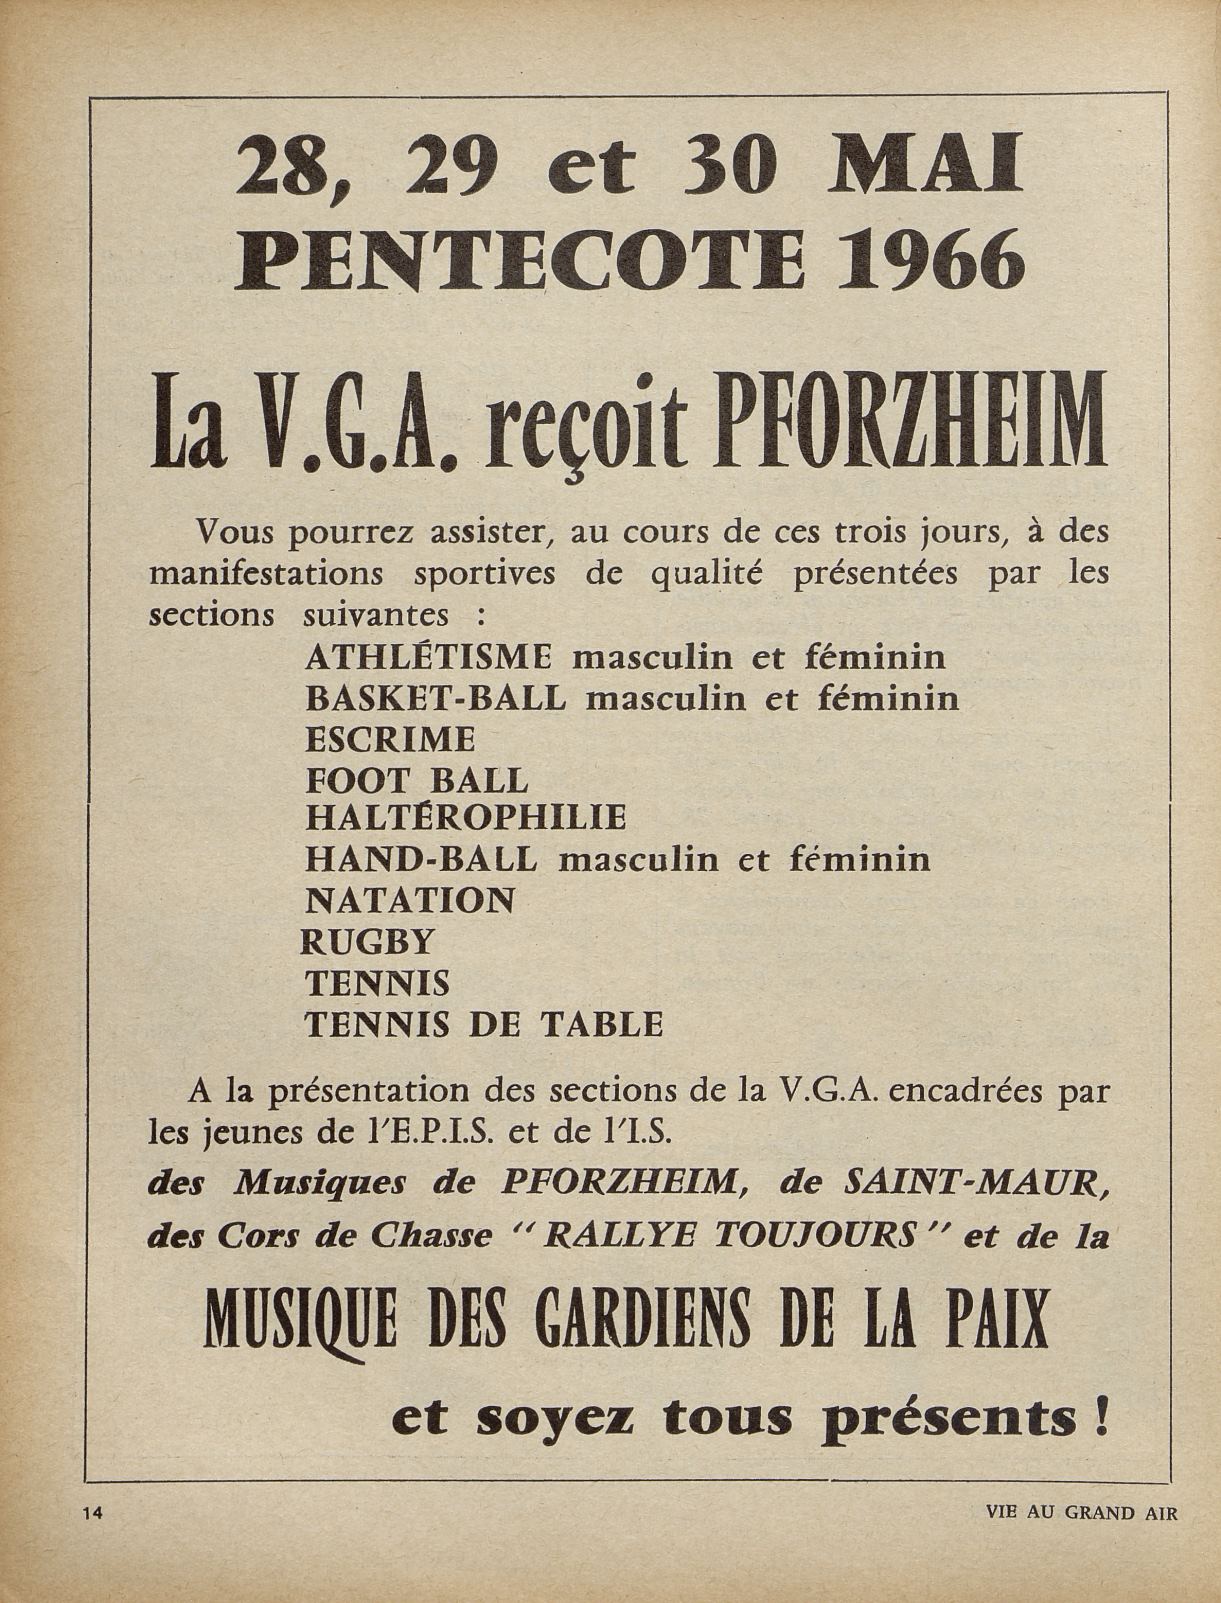 28, 29 et 30 MAI
PENTECOTE 1966
La V.G.A. reçoit PFORZHEIM
Vous pourrez assister, au cours de ces trois jours, à des
manifestations sportives de qualité présentées par les
sections suivantes :
ATHLÉTISME masculin et féminin
BASKET-BALL masculin et féminin
ESCRIME
FOOT BALL
HALTÉROPHILIE
HAND-BALL masculin et féminin
NATATION
RUGBY
TENNIS
TENNIS DE TABLE
A la présentation des sections de la V.G.A. encadrées par
les jeunes de l'E.P.I.S. et de l'I.S.
des Musiques de PFORZHEIM, de SAINT-MAUR,
des Cors de Chasse “ RALLYE TOUJOURS ” et de la
MUSIQUE DES GARDIENS DE LA PAIX
et soyez tous présents !
14
VIE AU GRAND AIR